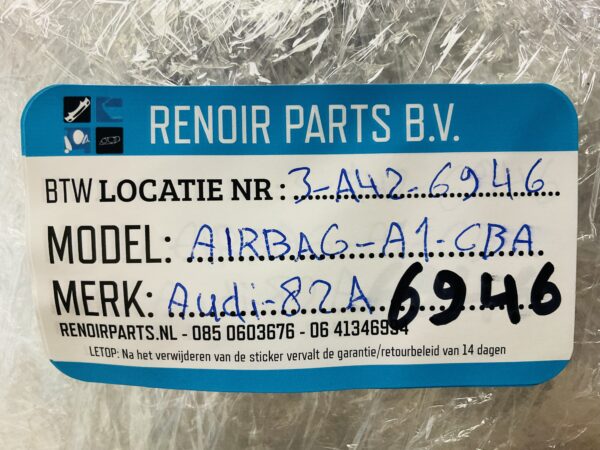 RENOIR PARTS B.V.
BTW LOCATIE NR : 3-A42-6946
MODEL: AIRBAG-A1-CBA
MERK: Audi-82A 6946
RENOIRPARTS.NL - 085 0603676 - 06 41346994
LETOP: Na het verwijderen van de sticker vervalt de garantie/retourbeleid van 14 dagen